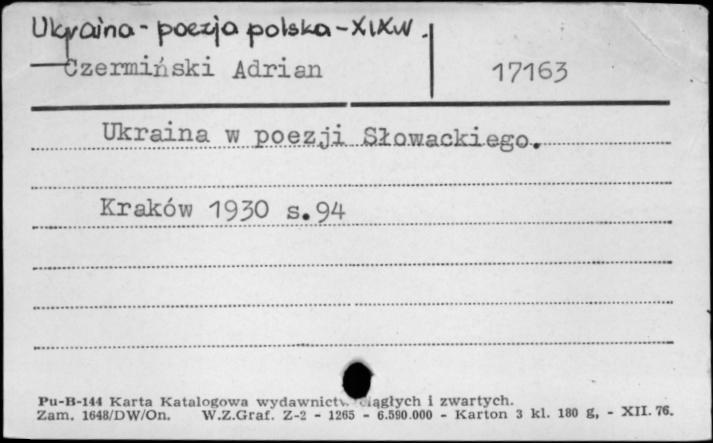 Ukraina - poezja polska - XIX w.
Czermiński Adrian 17163
Ukraina w poezji Słowackiego.
Kraków 1930 s.94
Pu-B-144 Karta Katalogowa wydawnictw ciągłych i zwartych.
Zam. 1648/DW/On. W.Z.Graf. Z-2 - 1265 - 6.590.000 - Karton 3 kl. 180 g, - XII. 76.